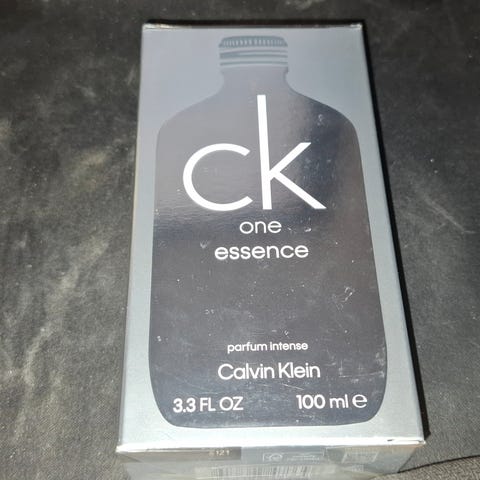 ck
one
essence
parfum intense
Calvin Klein
3.3 FL OZ 100 ml e